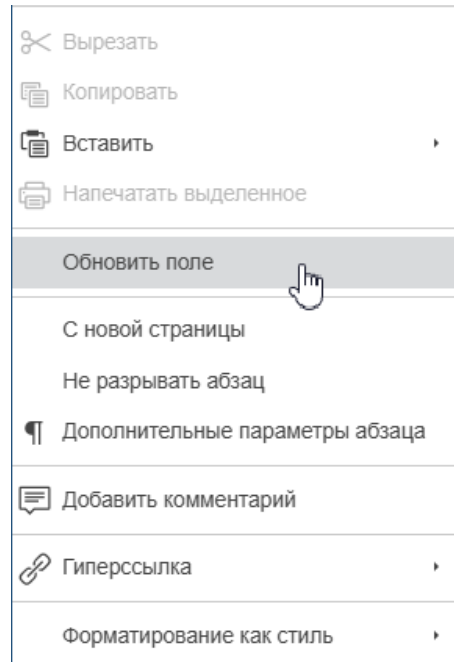 Вырезать
Копировать
Вставить
Напечатать выделенное
Обновить поле
С новой страницы
Не разрывать абзац
Дополнительные параметры абзаца
Добавить комментарий
Гиперссылка
Форматирование как стиль